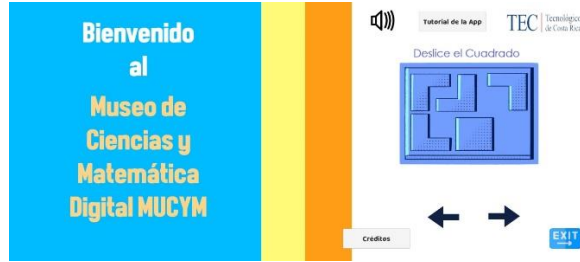 Bienvenido
al
Museo de
Ciencias y
Matemática
Digital MUCYM
Tutorial de la App
TEC Tecnológico
de Costa Rica
Deslice el Cuadrado
Créditos
EXIT